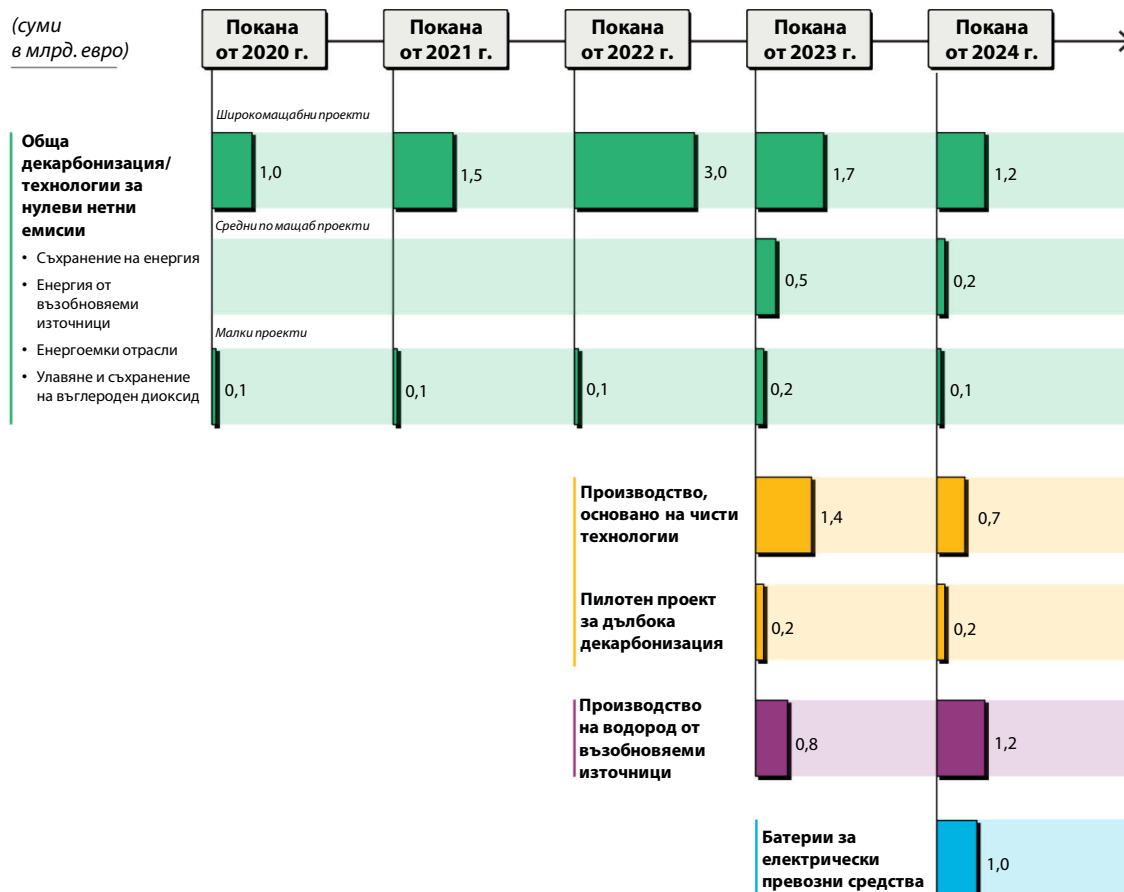 (суми
в млрд. евро)
Покана
от 2020 г.
Покана
от 2021 г.
Покана
от 2022 г.
Покана
от 2023 г.
Покана
от 2024 г.
Обща
декарбонизация/
технологии за
нулеви нетни
емисии
• Съхранение на енергия
• Енергия от
възобновяеми
източници
• Енергоемки отрасли
• Улавяне и съхранение
на въглероден диоксид
Широкомащабни проекти
1,0
1,5
3,0
1,7
1,2
Средни по мащаб проекти
0,5
0,2
Малки проекти
0,1
0,1
0,1
0,2
0,1
Производство,
основано на чисти
технологии
1,4
0,7
Пилотен проект
за дълбока
декарбонизация
0,2
0,2
Производство
на водород от
възобновяеми
източници
0,8
1,2
Батерии за
електрически
превозни средства
1,0